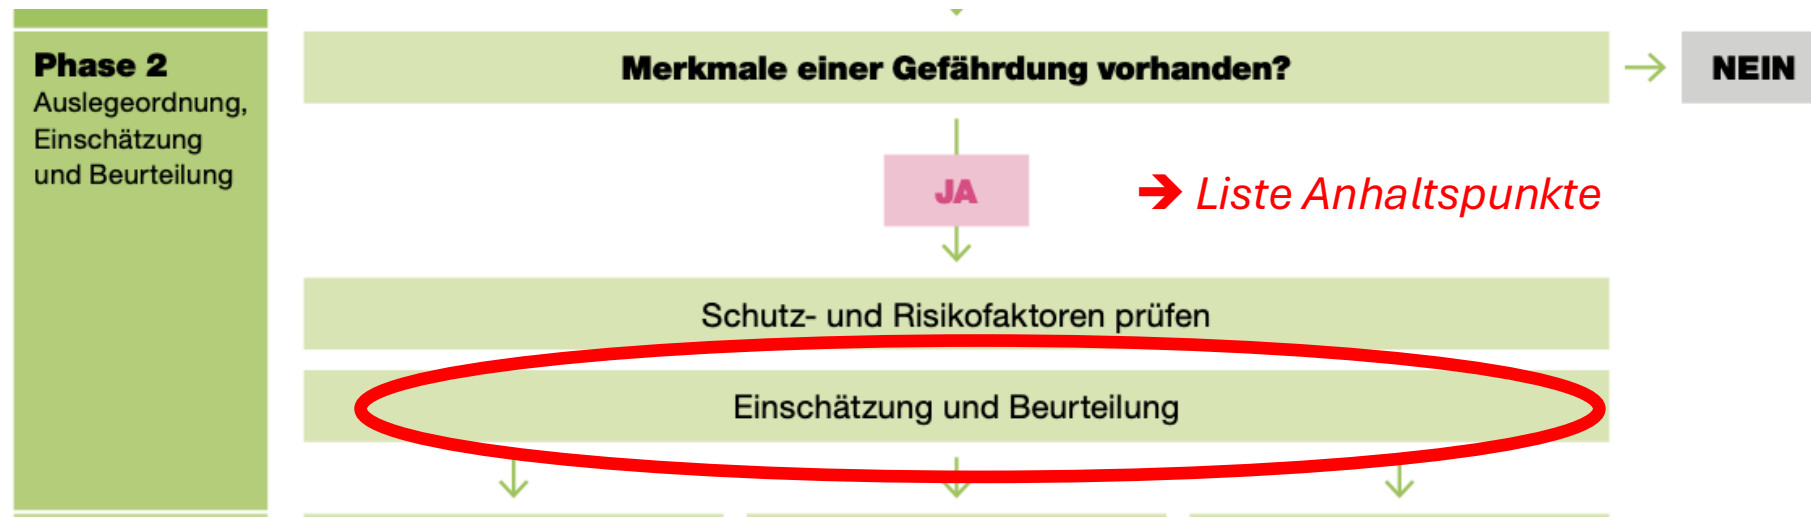 Phase 2
Auslegeordnung,
Einschätzung
und Beurteilung
Merkmale einer Gefährdung vorhanden?
NEIN
JA
Liste Anhaltspunkte
Schutz- und Risikofaktoren prüfen
Einschätzung und Beurteilung